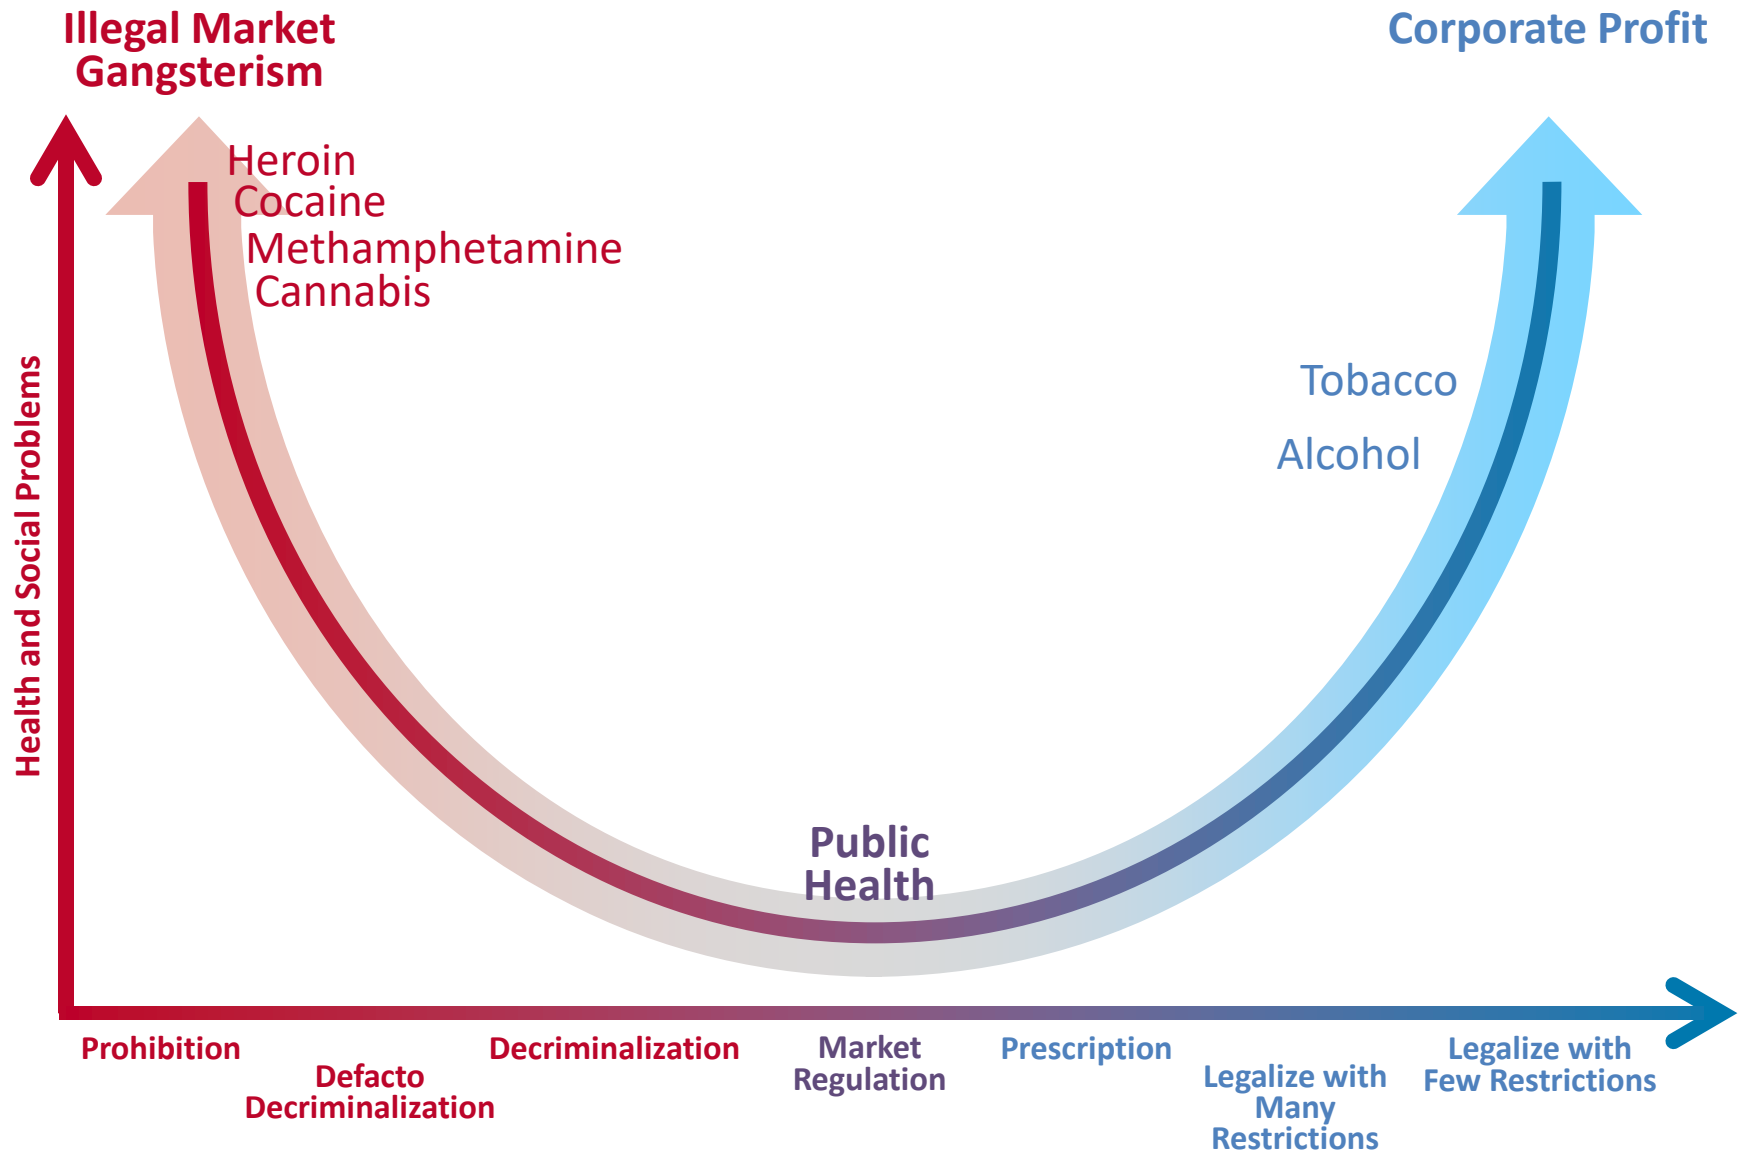 Illegal Market
Gangsterism
Corporate Profit
Heroin
Cocaine
Methamphetamine
Cannabis
Tobacco
Alcohol
Health and Social Problems
Public
Health
Prohibition
Defacto
Decriminalization
Decriminalization
Market
Regulation
Prescription
Legalize with
Many
Restrictions
Legalize with
Few Restrictions